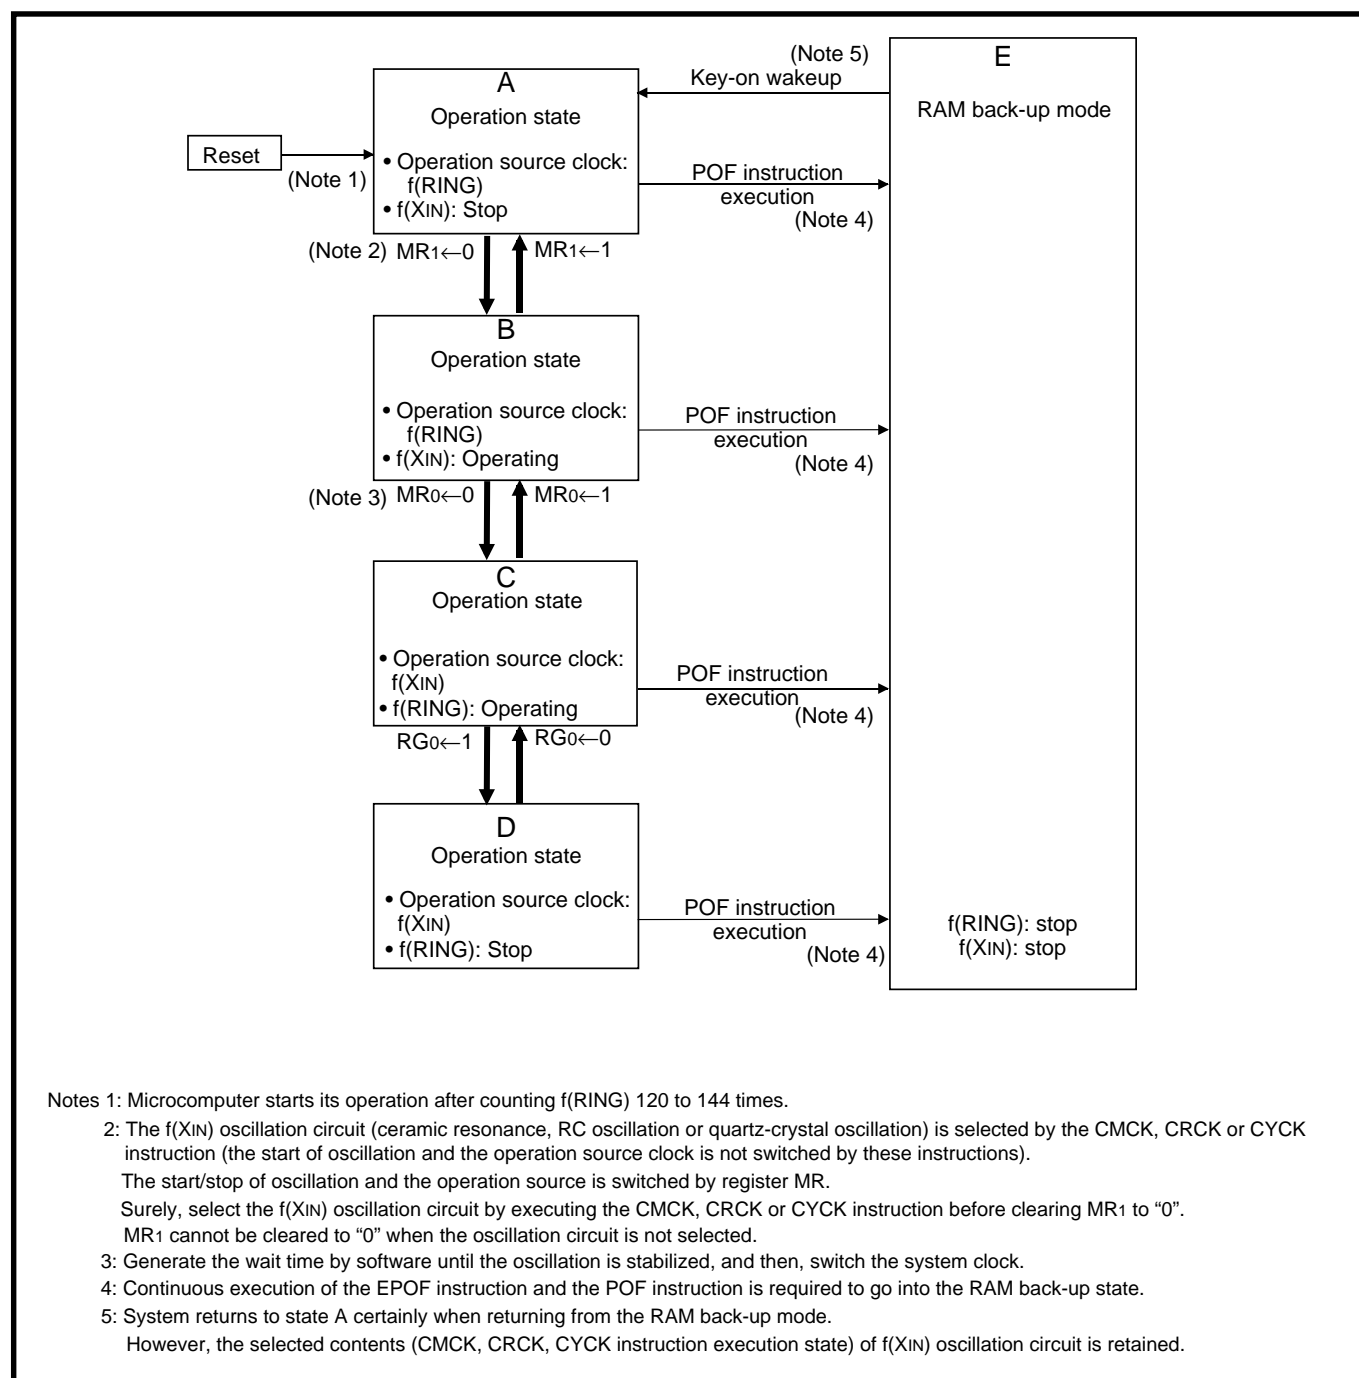 (Note 5)
Key-on wakeup
E
RAM back-up mode
A
Operation state
• Operation source clock:
f(RING)
• f(XIN): Stop
Reset
(Note 1)
POF instruction
execution
(Note 4)
(Note 2) MR1←0
MR1←1
B
Operation state
• Operation source clock:
f(RING)
• f(XIN): Operating
POF instruction
execution
(Note 4)
(Note 3) MR0←0
MR0←1
C
Operation state
• Operation source clock:
f(XIN)
• f(RING): Operating
POF instruction
execution
(Note 4)
RG0←1
RG0←0
D
Operation state
• Operation source clock:
f(XIN)
• f(RING): Stop
POF instruction
execution
(Note 4)
f(RING): stop
f(XIN): stop
Notes 1: Microcomputer starts its operation after counting f(RING) 120 to 144 times.
2: The f(XIN) oscillation circuit (ceramic resonance, RC oscillation or quartz-crystal oscillation) is selected by the CMCK, CRCK or CYCK
instruction (the start of oscillation and the operation source clock is not switched by these instructions).
The start/stop of oscillation and the operation source is switched by register MR.
Surely, select the f(XIN) oscillation circuit by executing the CMCK, CRCK or CYCK instruction before clearing MR1 to “0”.
MR1 cannot be cleared to “0” when the oscillation circuit is not selected.
3: Generate the wait time by software until the oscillation is stabilized, and then, switch the system clock.
4: Continuous execution of the EPOF instruction and the POF instruction is required to go into the RAM back-up state.
5: System returns to state A certainly when returning from the RAM back-up mode.
However, the selected contents (CMCK, CRCK, CYCK instruction execution state) of f(XIN) oscillation circuit is retained.